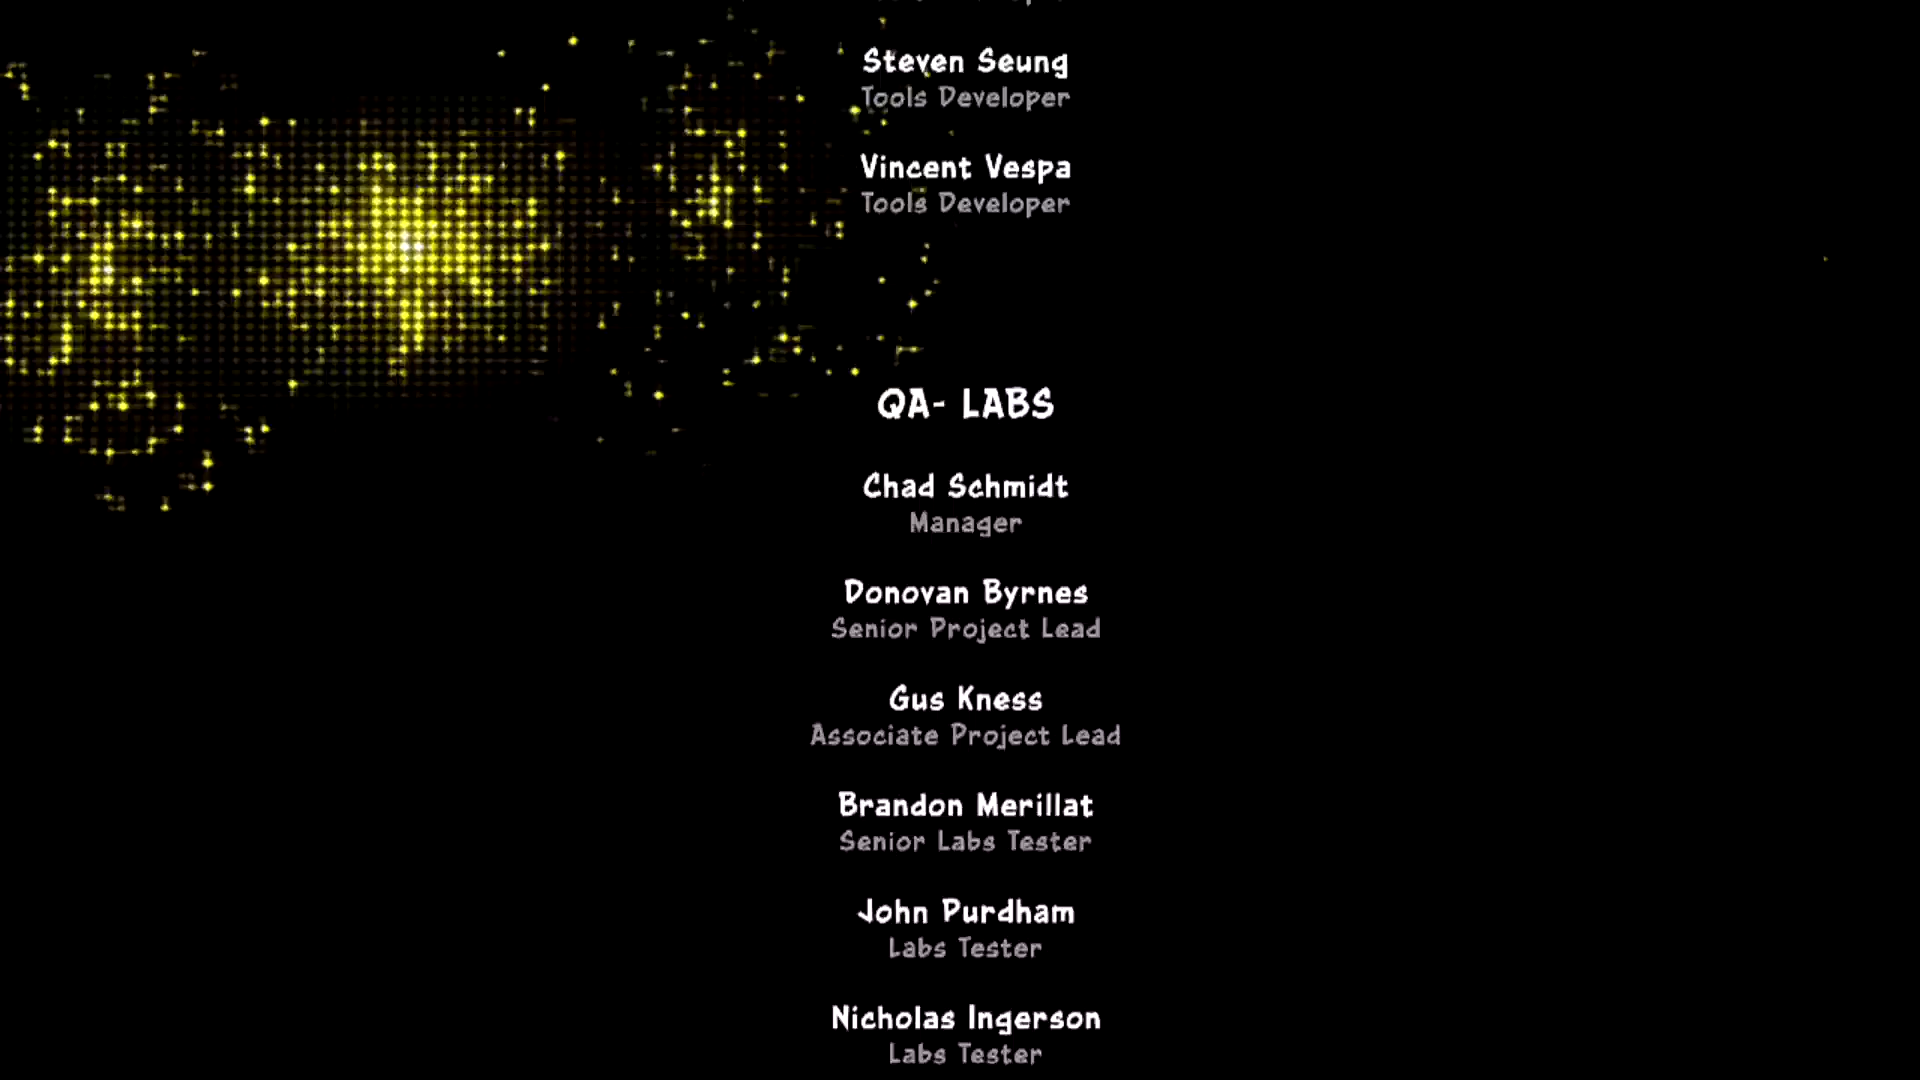 Steven Seung
Tools Developer
Vincent Vespa
Tools Developer
QA- LABS
Chad Schmidt
Manager
Donovan Byrnes
Senior Project Lead
Gus Kness
Associate Project Lead
Brandon Merillat
Senior Labs Tester
John Purdham
Labs Tester
Nicholas Ingerson
Labs Tester